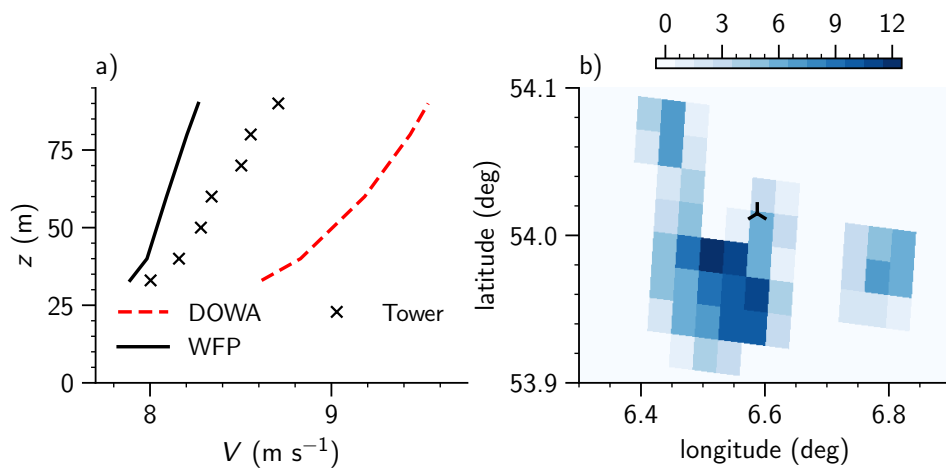 a)
75
50
25
0
z (m)
DOWA
WFP
Tower
8 9
V (m s⁻¹)
b)
0 3 6 9 12
54.1
54.0
53.9
latitude (deg)
6.4 6.6 6.8
longitude (deg)